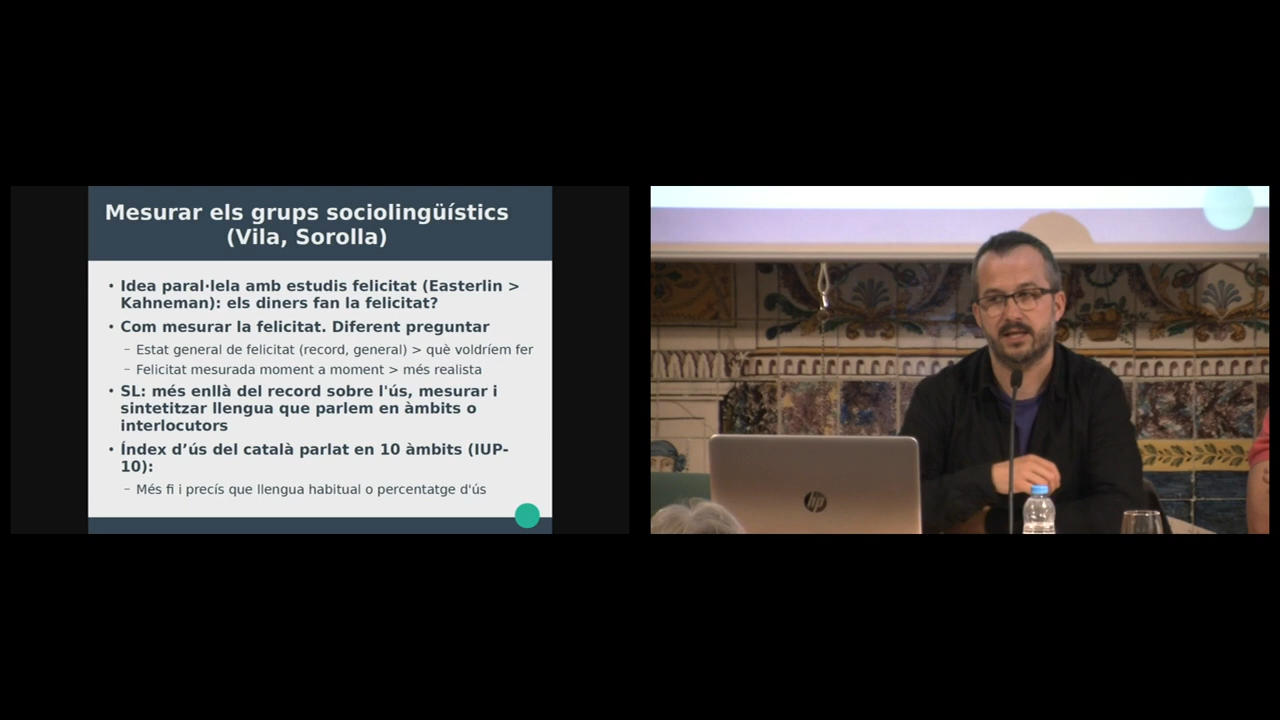 Mesurar els grups sociolingüístics
(Vila, Sorolla)
• Idea paral·lela amb estudis felicitat (Easterlin >
Kahneman): els diners fan la felicitat?
• Com mesurar la felicitat. Diferent preguntar
– Estat general de felicitat (record, general) > què voldríem fer
– Felicitat mesurada moment a moment > més realista
• SL: més enllà del record sobre l'ús, mesurar i
sintetitzar llengua que parlem en àmbits o
interlocutors
• Índex d’ús del català parlat en 10 àmbits (IUP-
10):
– Més fi i precís que llengua habitual o percentatge d'ús
hp